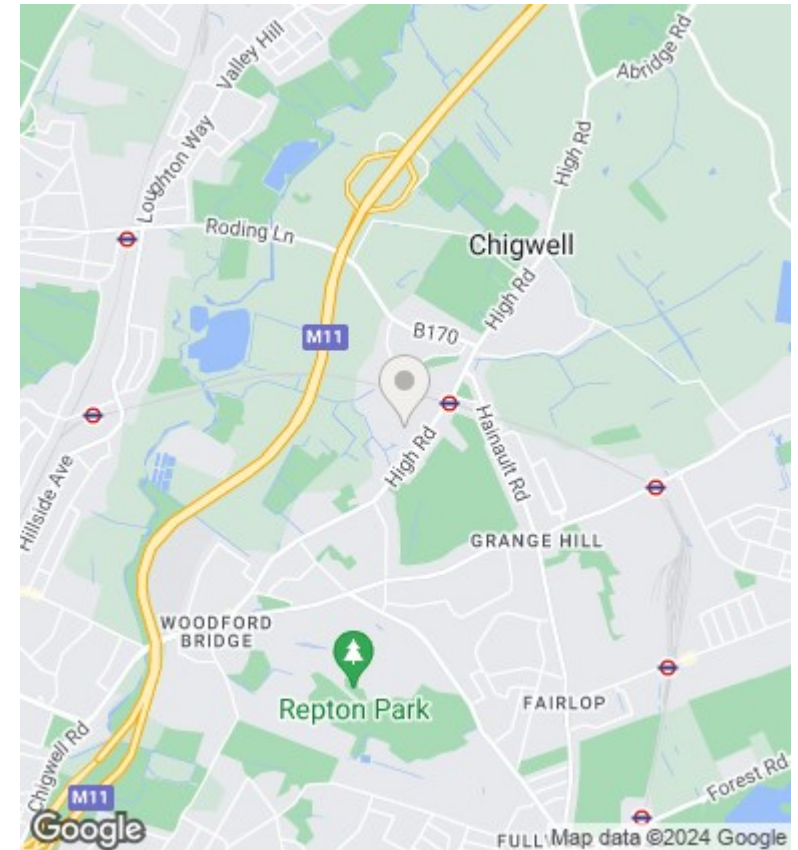 Valley Hill
Abridge Rd
Loughton Way
High Rd
Roding Ln
Chigwell
High Rd
M11
B170
High Rd
Hainault Rd
Hillside Ave
GRANGE HILL
WOODFORD
BRIDGE
Repton Park
FAIRLOP
Chigwell Rd
M11
Forest Rd
Google
FULLW
Map data ©2024 Google